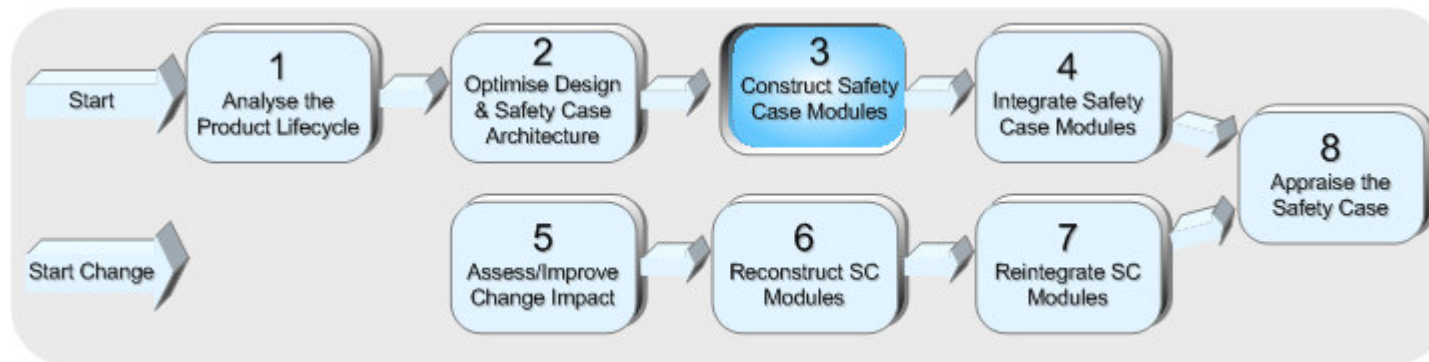 Start
1
Analyse the
Product Lifecycle
2
Optimise Design
& Safety Case
Architecture
3
Construct Safety
Case Modules
4
Integrate Safety
Case Modules
8
Appraise the
Safety Case
Start Change
5
Assess/Improve
Change Impact
6
Reconstruct SC
Modules
7
Reintegrate SC
Modules